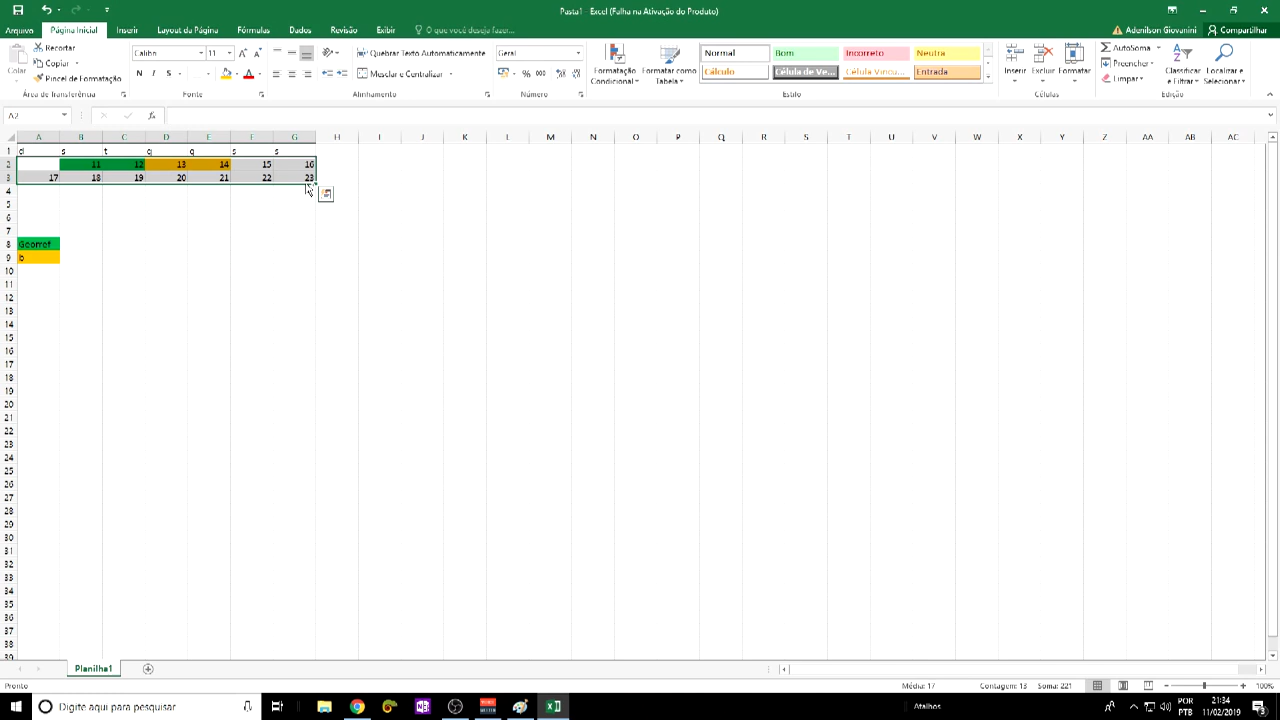 Pasta1 - Excel (Falha na Ativação do Produto)
Arquivo Página Inicial Inserir Layout da Página Fórmulas Dados Revisão Exibir O que você deseja fazer... Adenilson Giovanini Compartilhar
Colar
Recortar
Copiar
Pincel de Formatação
Área de Transferência
Calibri 11
N I S
Fonte
Quebrar Texto Automaticamente
Mesclar e Centralizar
Alinhamento
Geral
% 000
Número
Formatação Condicional
Formatar como Tabela
Normal Bom Incorreto Neutra
Cálculo Célula de Ve... Célula Vincu... Entrada
Estilo
Inserir Excluir Formatar
Células
AutoSoma
Preencher
Limpar
Classificar e Filtrar
Localizar e Selecionar
Edição
A2 fx
A B C D E F G H I J K L M N O P Q R S T U V W X Y Z AA AB AC
1 d s t q q s s
2 11 12 13 14 15 16
3 17 18 19 20 21 22 23
4
5
6
7
8 Georref
9 b
10
11
12
13
14
15
16
17
18
19
20
21
22
23
24
25
26
27
28
29
30
31
32
33
34
35
36
37
38
39
Planilha1
Pronto Média: 17 Contagem: 13 Soma: 221 100%
Digite aqui para pesquisar
Atalhos
POR
PTB
21:34
11/02/2019